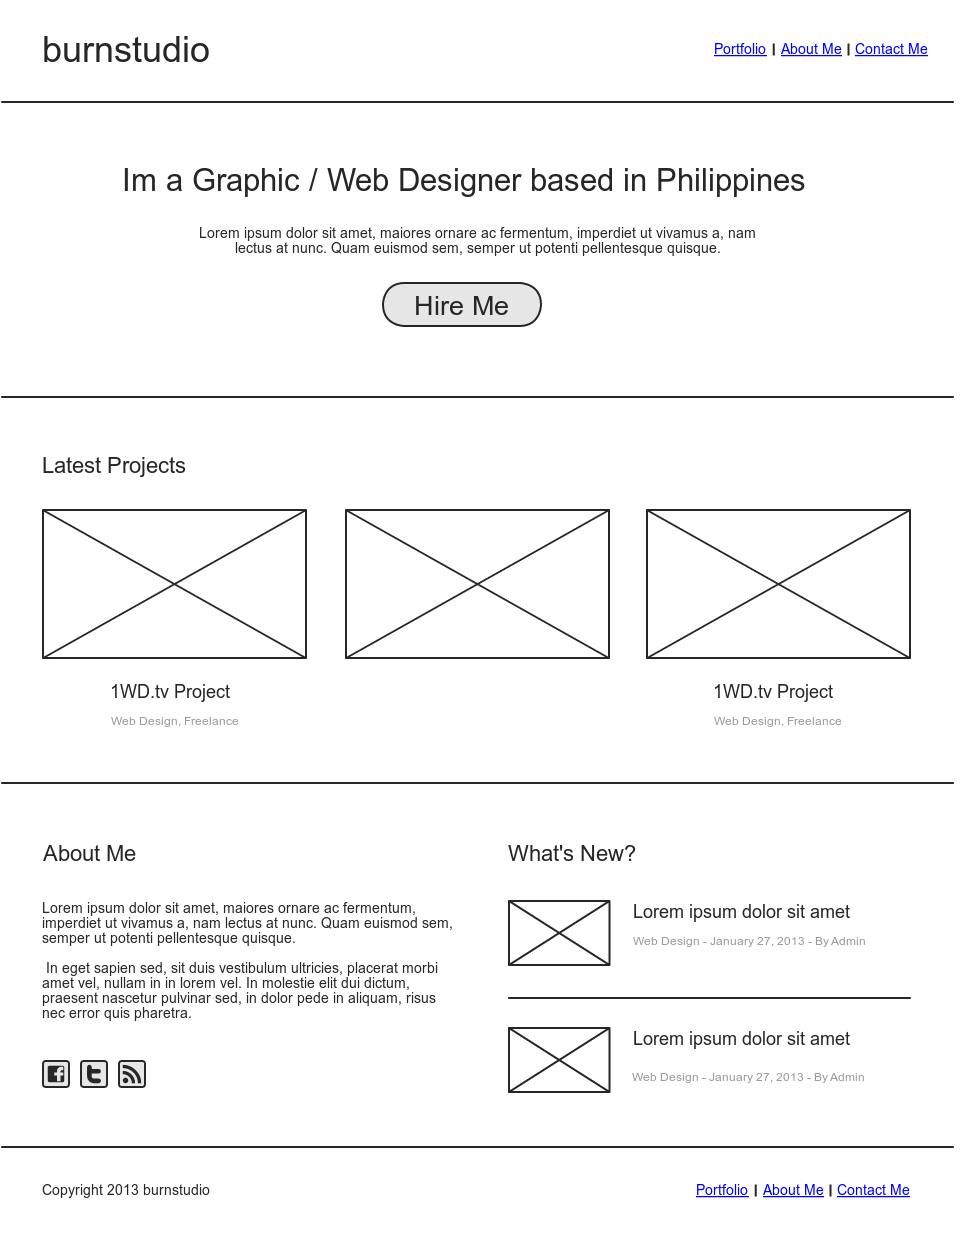 burnstudio
Portfolio | About Me | Contact Me
Im a Graphic / Web Designer based in Philippines
Lorem ipsum dolor sit amet, maiores ornare ac fermentum, imperdiet ut vivamus a, nam
lectus at nunc. Quam euismod sem, semper ut potenti pellentesque quisque.
Hire Me
Latest Projects
1WD.tv Project
Web Design, Freelance
1WD.tv Project
Web Design, Freelance
About Me
Lorem ipsum dolor sit amet, maiores ornare ac fermentum,
imperdiet ut vivamus a, nam lectus at nunc. Quam euismod sem,
semper ut potenti pellentesque quisque.
In eget sapien sed, sit duis vestibulum ultricies, placerat morbi
amet vel, nullam in in lorem vel. In molestie elit dui dictum,
praesent nascetur pulvinar sed, in dolor pede in aliquam, risus
nec error quis pharetra.
What's New?
Lorem ipsum dolor sit amet
Web Design - January 27, 2013 - By Admin
Lorem ipsum dolor sit amet
Web Design - January 27, 2013 - By Admin
Copyright 2013 burnstudio
Portfolio | About Me | Contact Me